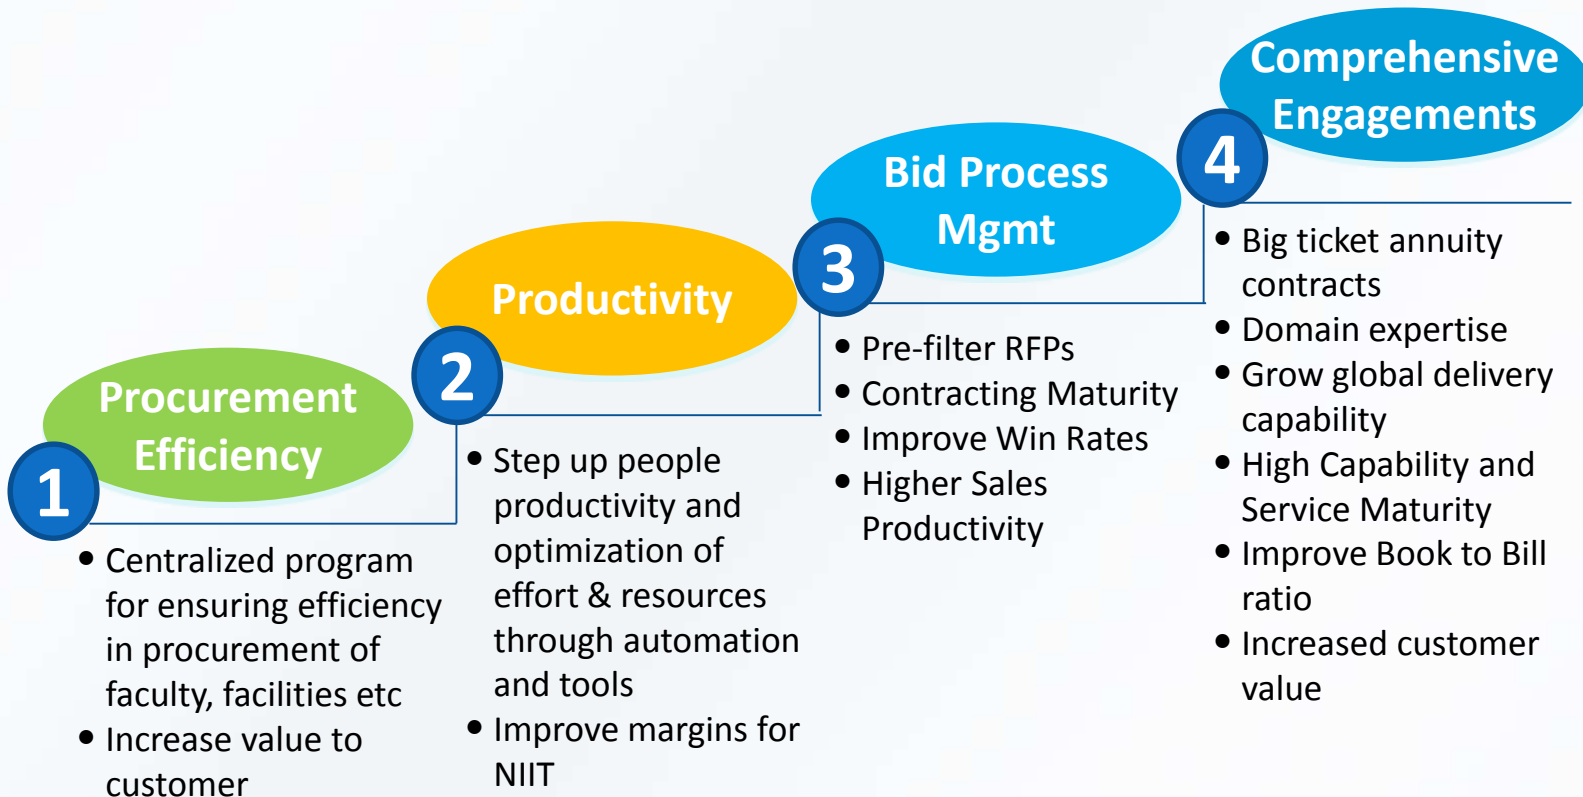 1
Procurement
Efficiency
• Centralized program
for ensuring efficiency
in procurement of
faculty, facilities etc
• Increase value to
customer
2
Productivity
• Step up people
productivity and
optimization of
effort & resources
through automation
and tools
• Improve margins for
NIIT
3
Bid Process
Mgmt
• Pre-filter RFPs
• Contracting Maturity
• Improve Win Rates
• Higher Sales
Productivity
4
Comprehensive
Engagements
• Big ticket annuity
contracts
• Domain expertise
• Grow global delivery
capability
• High Capability and
Service Maturity
• Improve Book to Bill
ratio
• Increased customer
value